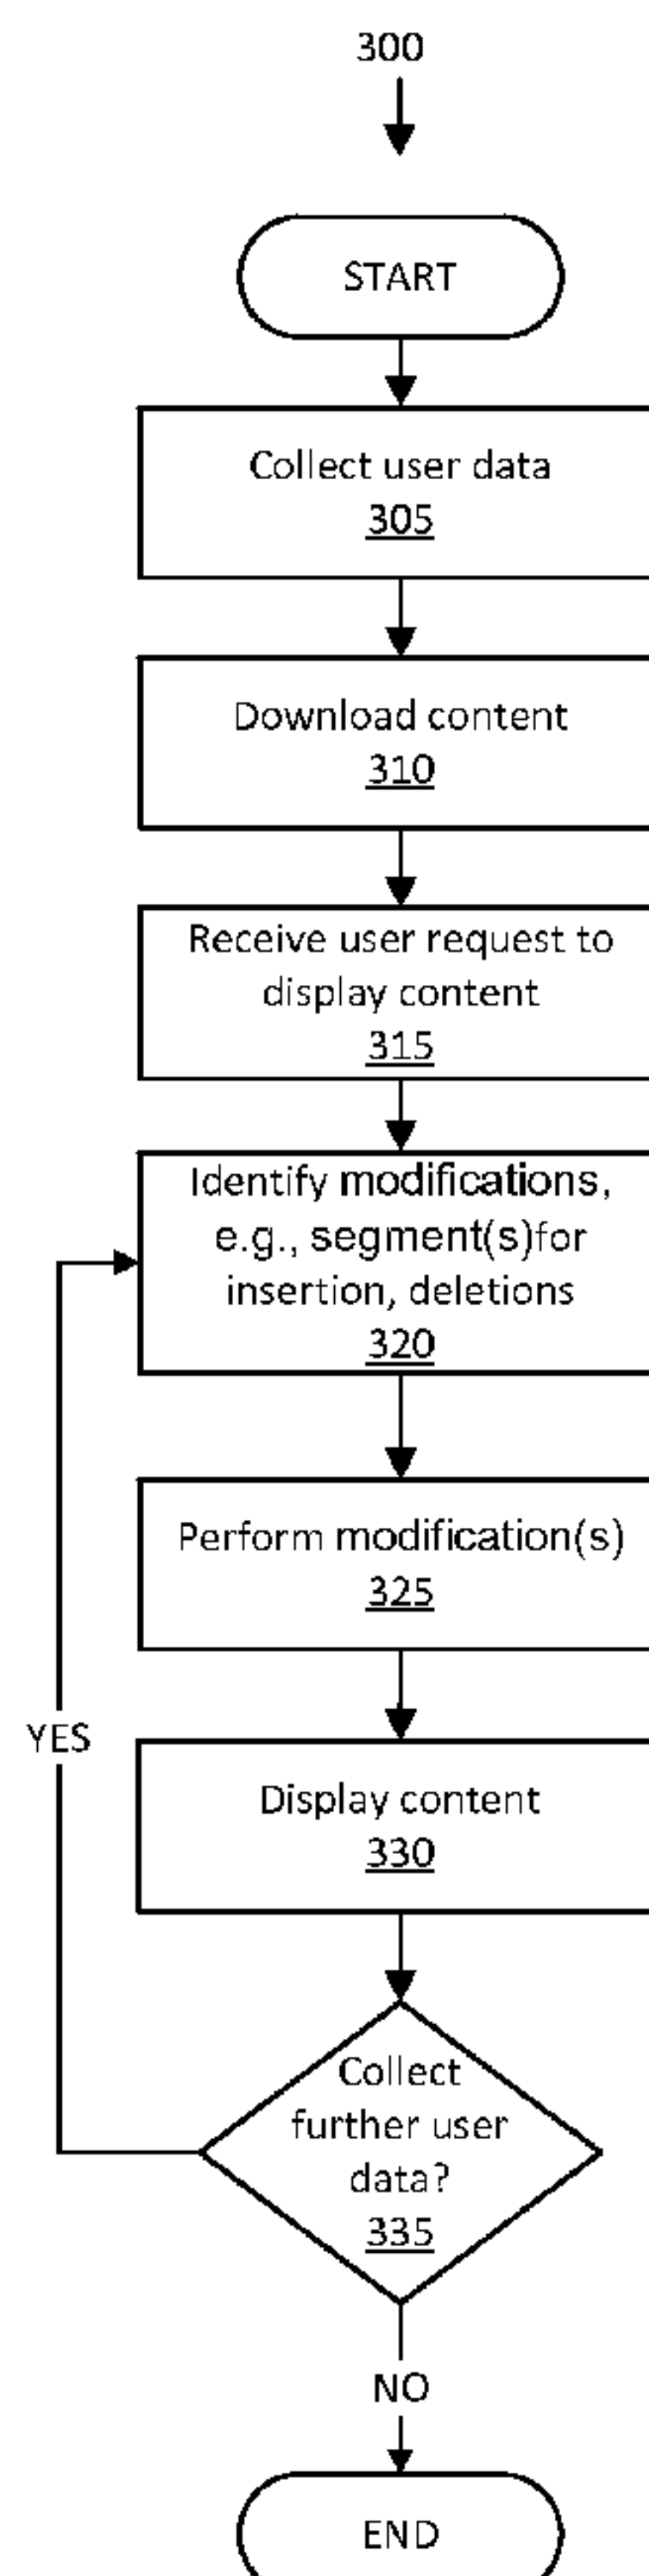 300
START
Collect user data
305
Download content
310
Receive user request to
display content
315
Identify modifications,
e.g., segment(s)for
insertion, deletions
320
Perform modification(s)
325
YES
Display content
330
Collect
further user
data?
335
NO
END